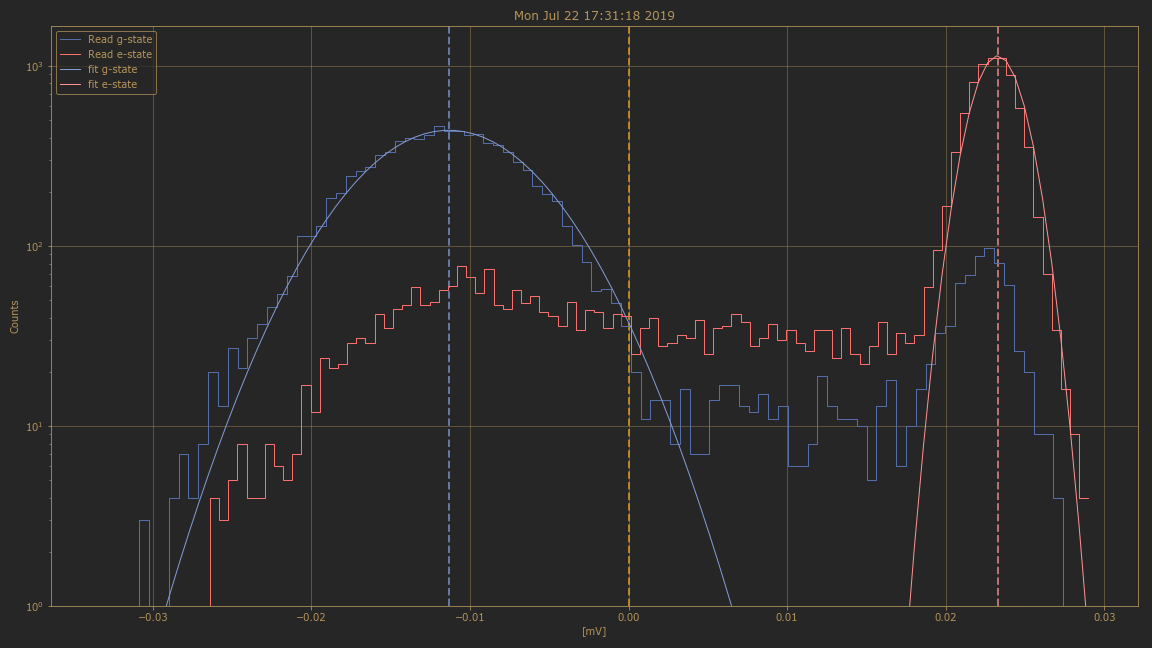 Mon Jul 22 17:31:18 2019
Read g-state
Read e-state
fit g-state
fit e-state
Counts
10³
10²
10¹
10⁰
−0.03 −0.02 −0.01 0.00 0.01 0.02 0.03
[mV]